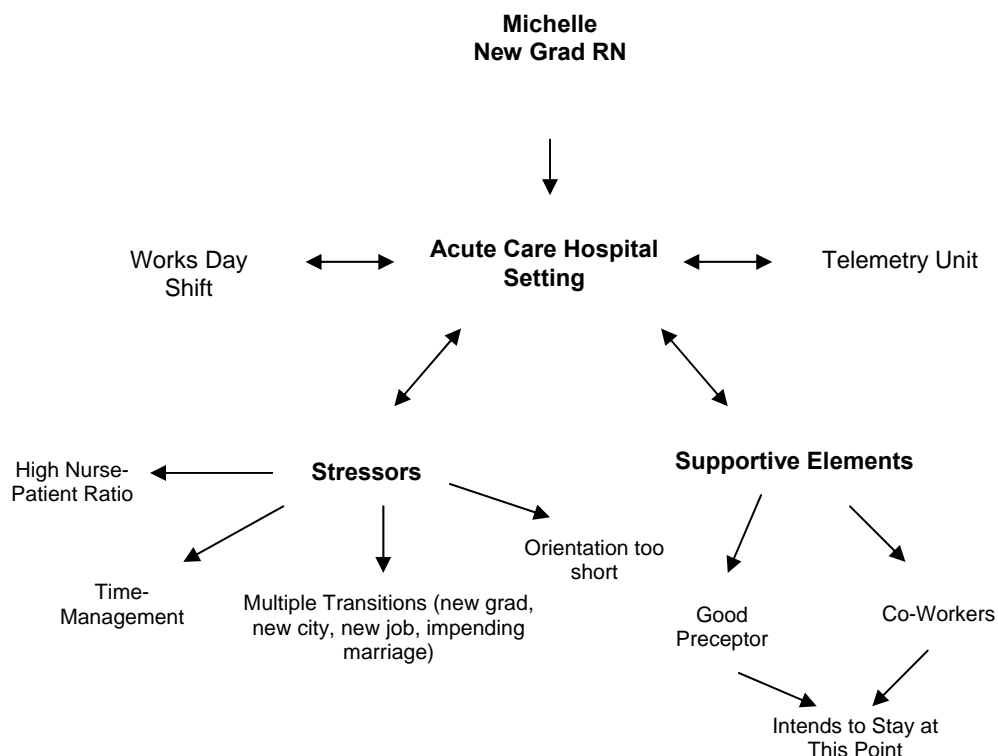 Michelle
New Grad RN
Works Day
Shift
Acute Care Hospital
Setting
Telemetry Unit
High Nurse-
Patient Ratio
Stressors
Supportive Elements
Time-
Management
Multiple Transitions (new grad,
new city, new job, impending
marriage)
Orientation too
short
Good
Preceptor
Co-Workers
Intends to Stay at
This Point